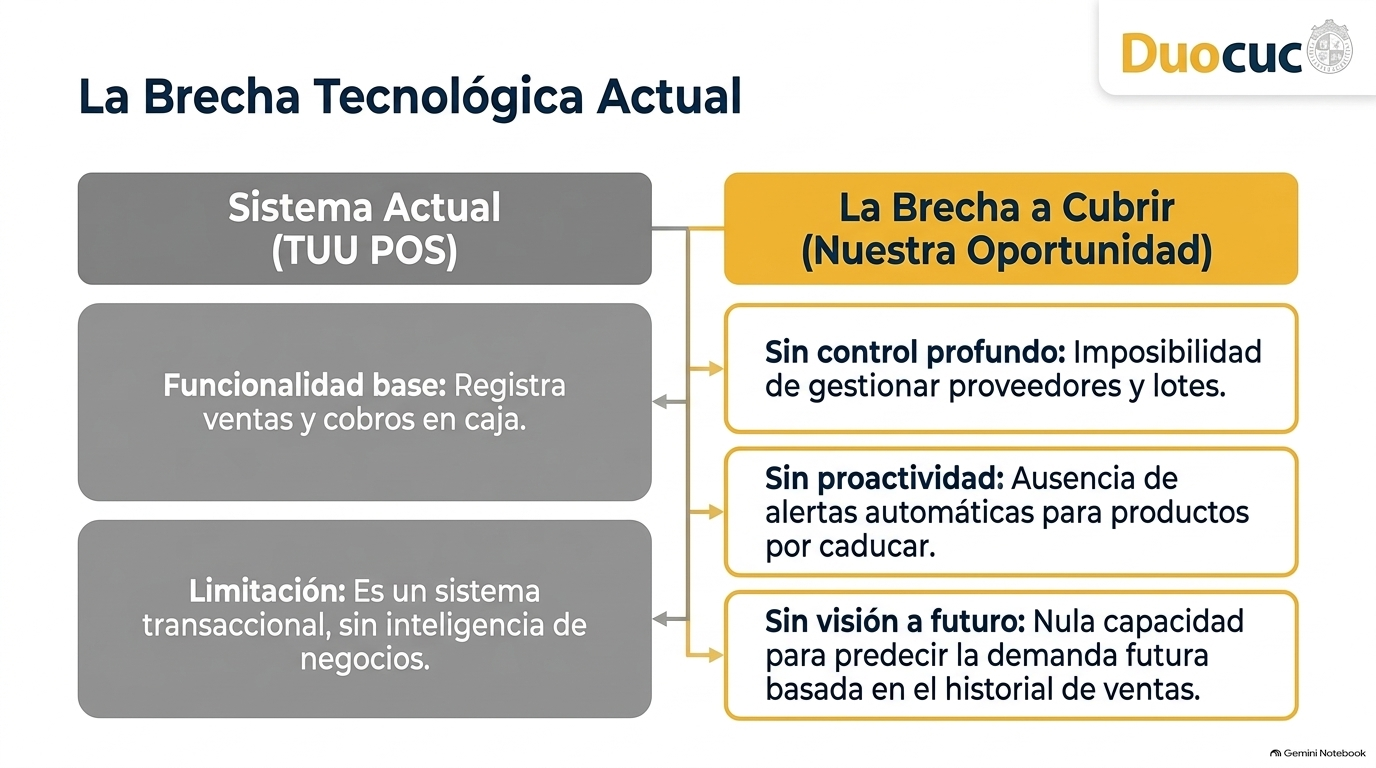 Duocuc
La Brecha Tecnológica Actual
Sistema Actual
(TUU POS)
Funcionalidad base: Registra
ventas y cobros en caja.
Limitación: Es un sistema
transaccional, sin inteligencia de
negocios.
La Brecha a Cubrir
(Nuestra Oportunidad)
Sin control profundo: Imposibilidad
de gestionar proveedores y lotes.
Sin proactividad: Ausencia de
alertas automáticas para productos
por caducar.
Sin visión a futuro: Nula capacidad
para predecir la demanda futura
basada en el historial de ventas.
Gemini Notebook